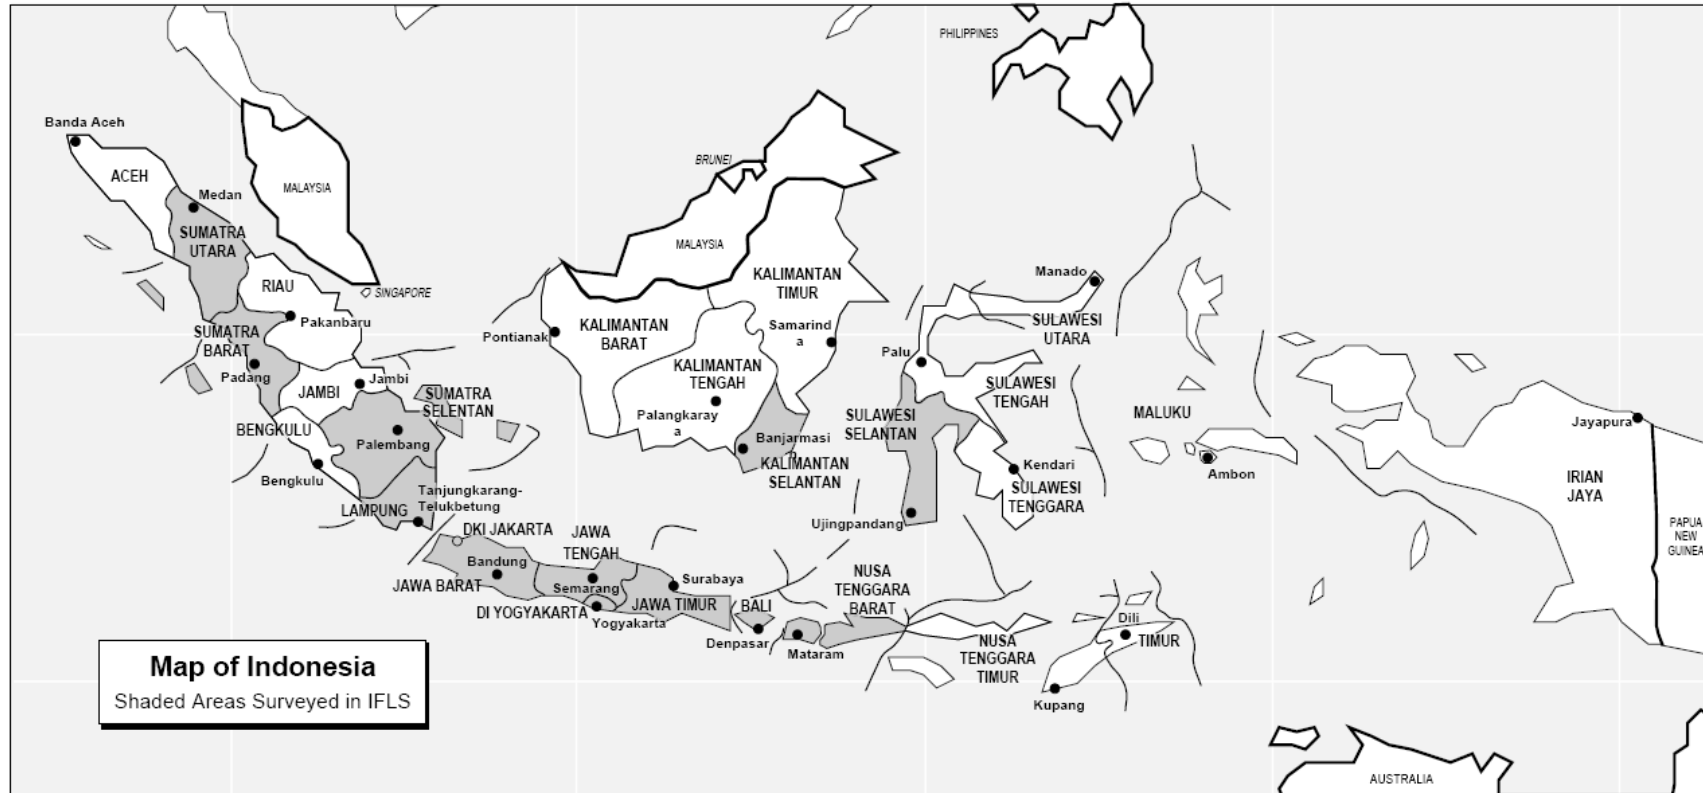 PHILIPPINES
Banda Aceh
BRUNEI
ACEH
MALAYSIA
Medan
SUMATRA
UTARA
MALAYSIA
KALIMANTAN
TIMUR
Manado
RIAU
SINGAPORE
Pakanbaru
SUMATRA
BARAT
Pontianak
KALIMANTAN
BARAT
Samarind
a
SULAWESI
UTARA
Palu
Padang
JAMBI
Jambi
KALIMANTAN
TENGAH
SULAWESI
TENGAH
SUMATRA
SELENTAN
Palangkaray
a
SULAWESI
SELANTAN
MALUKU
Jayapura
BENGKULU
Palembang
Banjarmasi
n
KALIMANTAN
SELANTAN
Bengkulu
Kendari
SULAWESI
TENGGARA
Ambon
IRIAN
JAYA
Tanjungkarang-
Telukbetung
LAMPUNG
Ujingpandang
PAPUA
NEW
GUINEA
DKI JAKARTA
JAWA
TENGAH
Bandung
JAWA BARAT
Semarang
Surabaya
NUSA
TENGGARA
BARAT
DI YOGYAKARTA
JAWA TIMUR
BALI
Yogyakarta
Dili
TIMUR
Denpasar
Mataram
NUSA
TENGGARA
TIMUR
Kupang
Map of Indonesia
Shaded Areas Surveyed in IFLS
AUSTRALIA